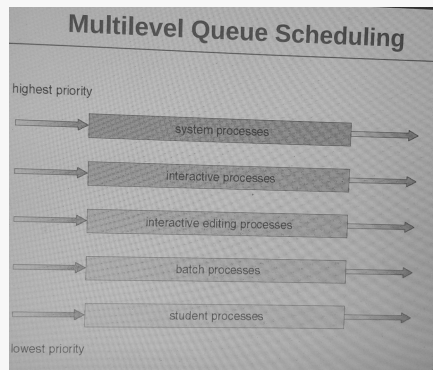 Multilevel Queue Scheduling
highest priority
system processes
interactive processes
interactive editing processes
batch processes
student processes
lowest priority